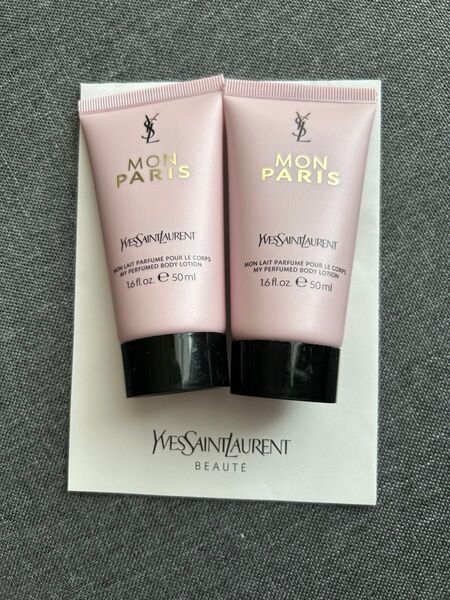 YSL
MON
PARIS
YVESSAINTLAURENT
MON LAIT PARFUMÉ POUR LE CORPS
MY PERFUMED BODY LOTION
1.6 fl.oz. ℮ 50 ml
YSL
MON
PARIS
YVESSAINTLAURENT
MON LAIT PARFUMÉ POUR LE CORPS
MY PERFUMED BODY LOTION
1.6 fl.oz. ℮ 50 ml
YVESSAINTLAURENT
BEAUTÉ